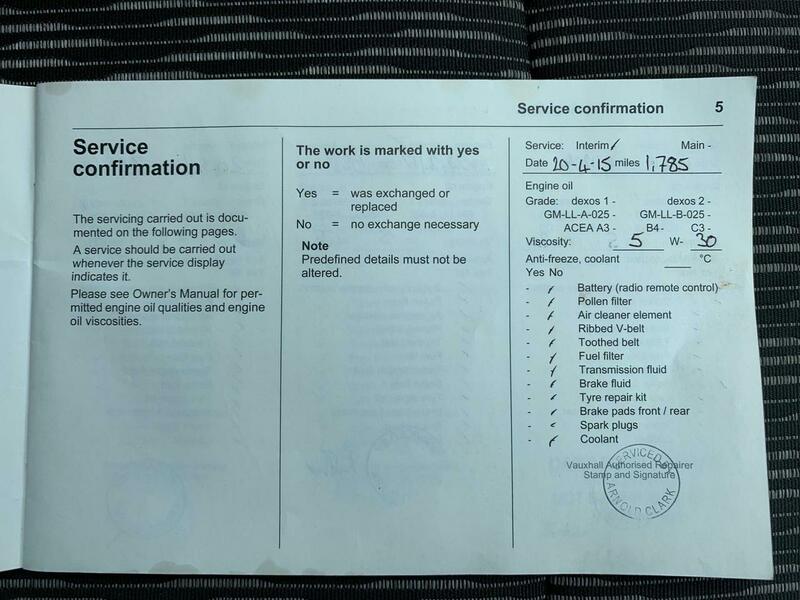 Service confirmation 5
Service
confirmation
The servicing carried out is docu-
mented on the following pages.
A service should be carried out
whenever the service display
indicates it.
Please see Owner's Manual for per-
mitted engine oil qualities and engine
oil viscosities.
The work is marked with yes
or no
Yes = was exchanged or
replaced
No = no exchange necessary
Note
Predefined details must not be
altered.
Service: Interim / Main -
Date 20-4-15 miles 1,785
Engine oil
Grade: dexos 1 - dexos 2 -
GM-LL-A-025 - GM-LL-B-025 -
ACEA A3 - B4 - C3 -
Viscosity: 5 W- 30
Anti-freeze, coolant °C
Yes No
- / Battery (radio remote control)
- / Pollen filter
- / Air cleaner element
- / Ribbed V-belt
- / Toothed belt
- / Fuel filter
- / Transmission fluid
- / Brake fluid
- / Tyre repair kit
- / Brake pads front / rear
- / Spark plugs
- / Coolant
Vauxhall Authorised Repairer
Stamp and Signature
SERVICED BY
ARNOLD CLARK